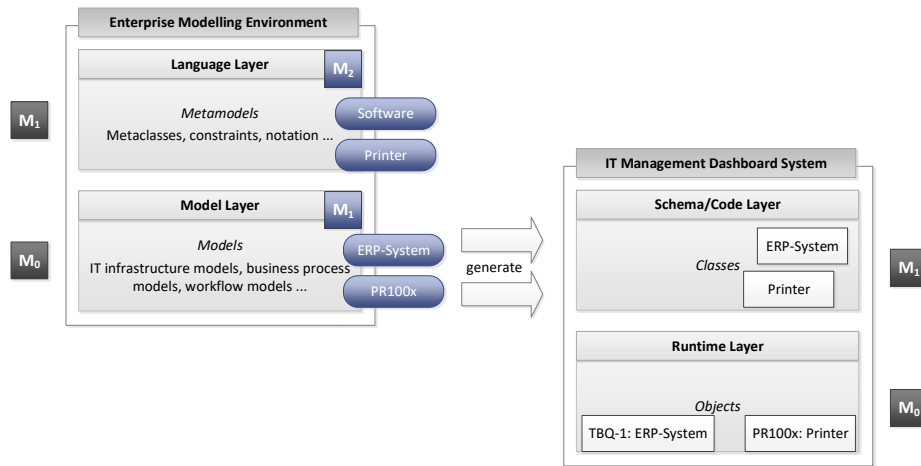 Enterprise Modelling Environment
Language Layer
M2
M1
Metamodels
Metaclasses, constraints, notation ...
Software
Printer
Model Layer
M1
M0
Models
IT infrastructure models, business process
models, workflow models ...
ERP-System
PR100x
generate
IT Management Dashboard System
Schema/Code Layer
ERP-System
Classes
Printer
M1
Runtime Layer
Objects
M0
TBQ-1: ERP-System
PR100x: Printer